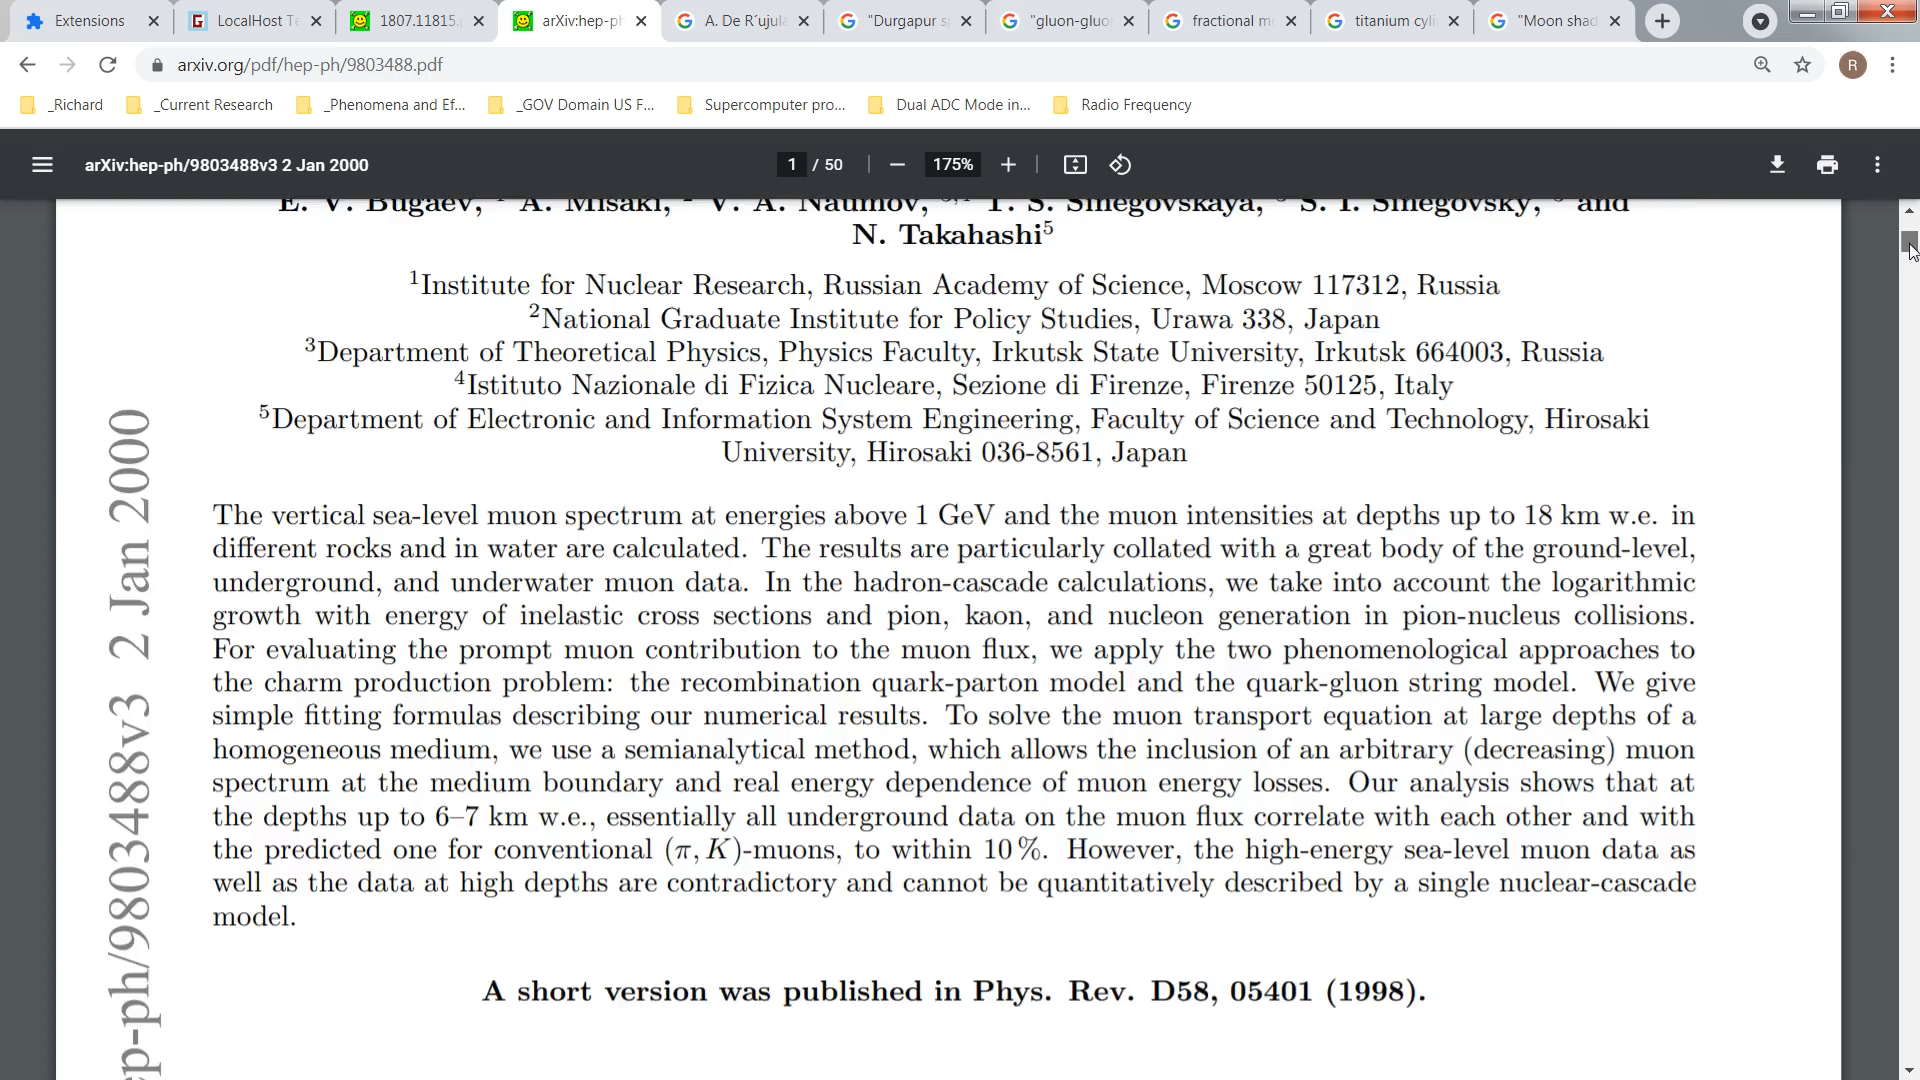 Extensions
LocalHost Te
1807.11815.
arXiv:hep-ph
A. De R´ujula
"Durgapur s
"gluon-gluo
fractional m
titanium cyli
"Moon shad
arxiv.org/pdf/hep-ph/9803488.pdf
R
_Richard
_Current Research
_Phenomena and Ef...
_GOV Domain US F...
Supercomputer pro...
Dual ADC Mode in...
Radio Frequency
arXiv:hep-ph/9803488v3 2 Jan 2000
1 / 50
175%
E. V. Bugaev, A. Misaki, V. A. Naumov, T. S. Sinegovskaya, S. I. Sinegovsky, and
N. Takahashi5
1Institute for Nuclear Research, Russian Academy of Science, Moscow 117312, Russia
2National Graduate Institute for Policy Studies, Urawa 338, Japan
3Department of Theoretical Physics, Physics Faculty, Irkutsk State University, Irkutsk 664003, Russia
4Istituto Nazionale di Fizica Nucleare, Sezione di Firenze, Firenze 50125, Italy
5Department of Electronic and Information System Engineering, Faculty of Science and Technology, Hirosaki
University, Hirosaki 036-8561, Japan
The vertical sea-level muon spectrum at energies above 1 GeV and the muon intensities at depths up to 18 km w.e. in
different rocks and in water are calculated. The results are particularly collated with a great body of the ground-level,
underground, and underwater muon data. In the hadron-cascade calculations, we take into account the logarithmic
growth with energy of inelastic cross sections and pion, kaon, and nucleon generation in pion-nucleus collisions.
For evaluating the prompt muon contribution to the muon flux, we apply the two phenomenological approaches to
the charm production problem: the recombination quark-parton model and the quark-gluon string model. We give
simple fitting formulas describing our numerical results. To solve the muon transport equation at large depths of a
homogeneous medium, we use a semianalytical method, which allows the inclusion of an arbitrary (decreasing) muon
spectrum at the medium boundary and real energy dependence of muon energy losses. Our analysis shows that at
the depths up to 6–7 km w.e., essentially all underground data on the muon flux correlate with each other and with
the predicted one for conventional (π, K)-muons, to within 10 %. However, the high-energy sea-level muon data as
well as the data at high depths are contradictory and cannot be quantitatively described by a single nuclear-cascade
model.
A short version was published in Phys. Rev. D58, 05401 (1998).
ep-ph/9803488v3 2 Jan 2000